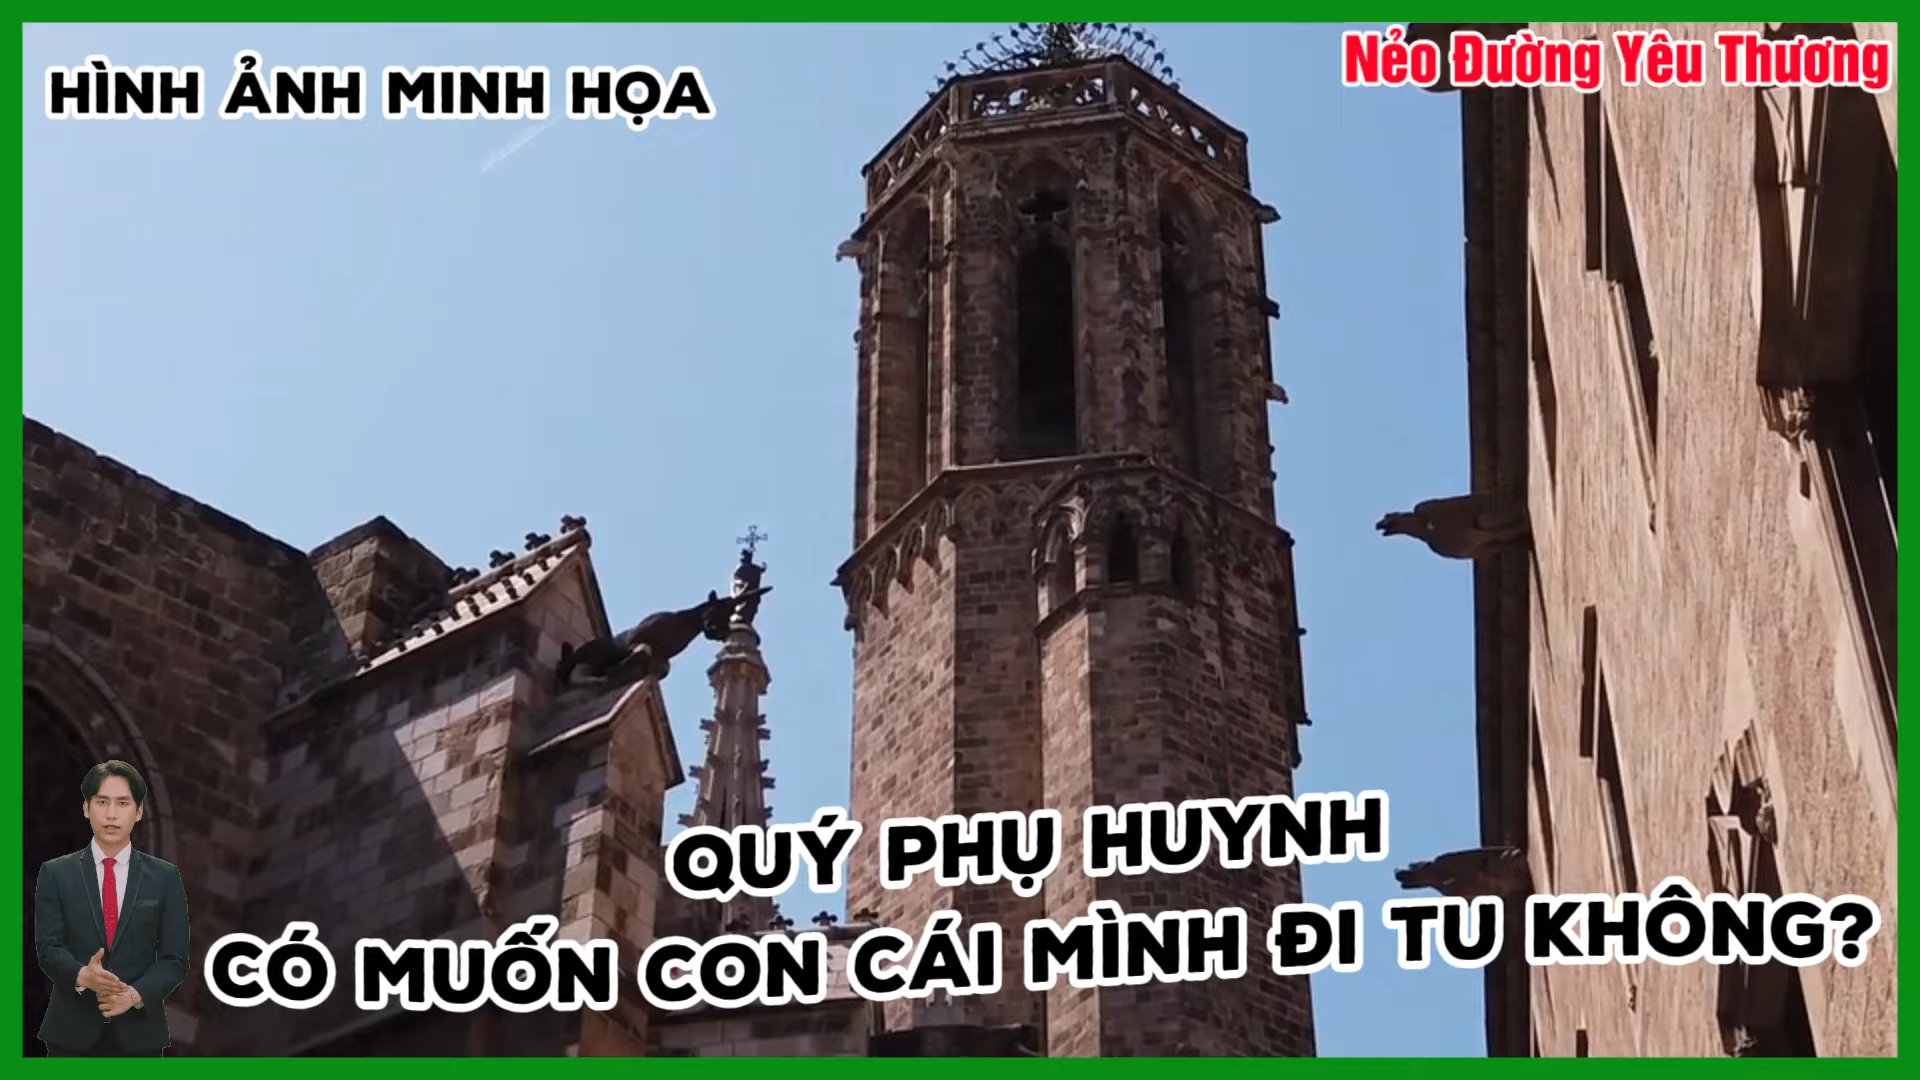 HÌNH ẢNH MINH HỌA
Nẻo Đường Yêu Thương
QUÝ PHỤ HUYNH
CÓ MUỐN CON CÁI MÌNH ĐI TU KHÔNG?